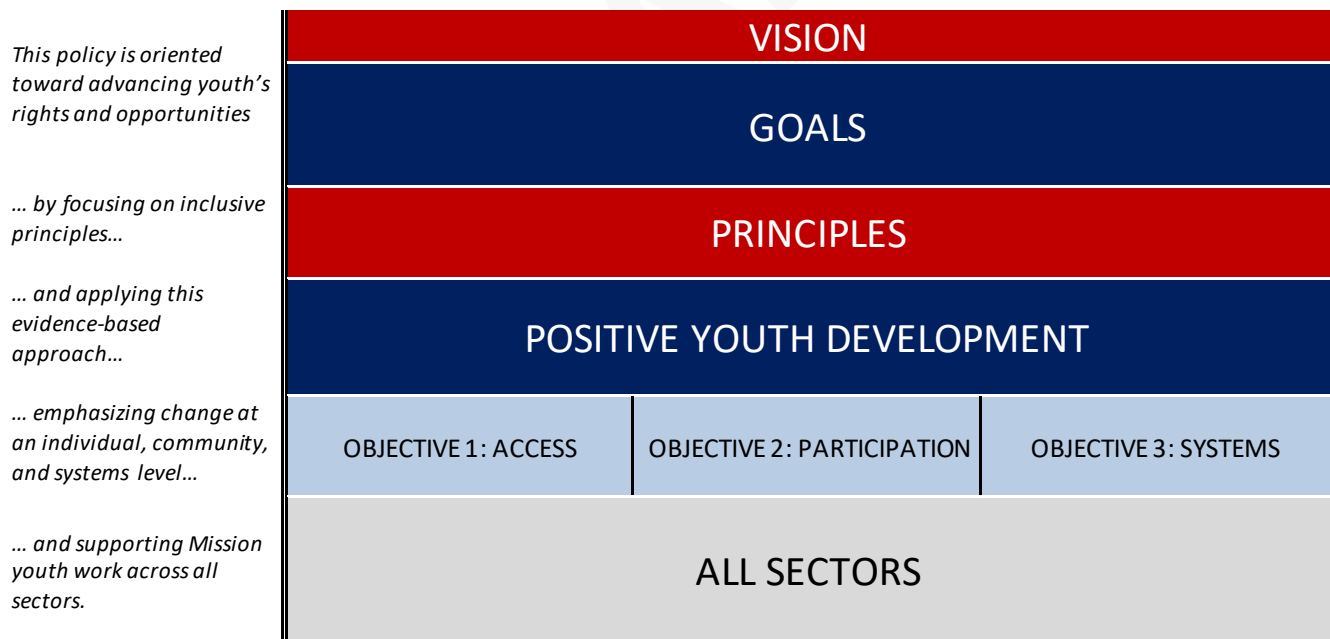 This policy is oriented
toward advancing youth's
rights and opportunities
VISION
GOALS
… by focusing on inclusive
principles…
PRINCIPLES
… and applying this
evidence-based
approach…
POSITIVE YOUTH DEVELOPMENT
… emphasizing change at
an individual, community,
and systems level…
OBJECTIVE 1: ACCESS
OBJECTIVE 2: PARTICIPATION
OBJECTIVE 3: SYSTEMS
… and supporting Mission
youth work across all
sectors.
ALL SECTORS